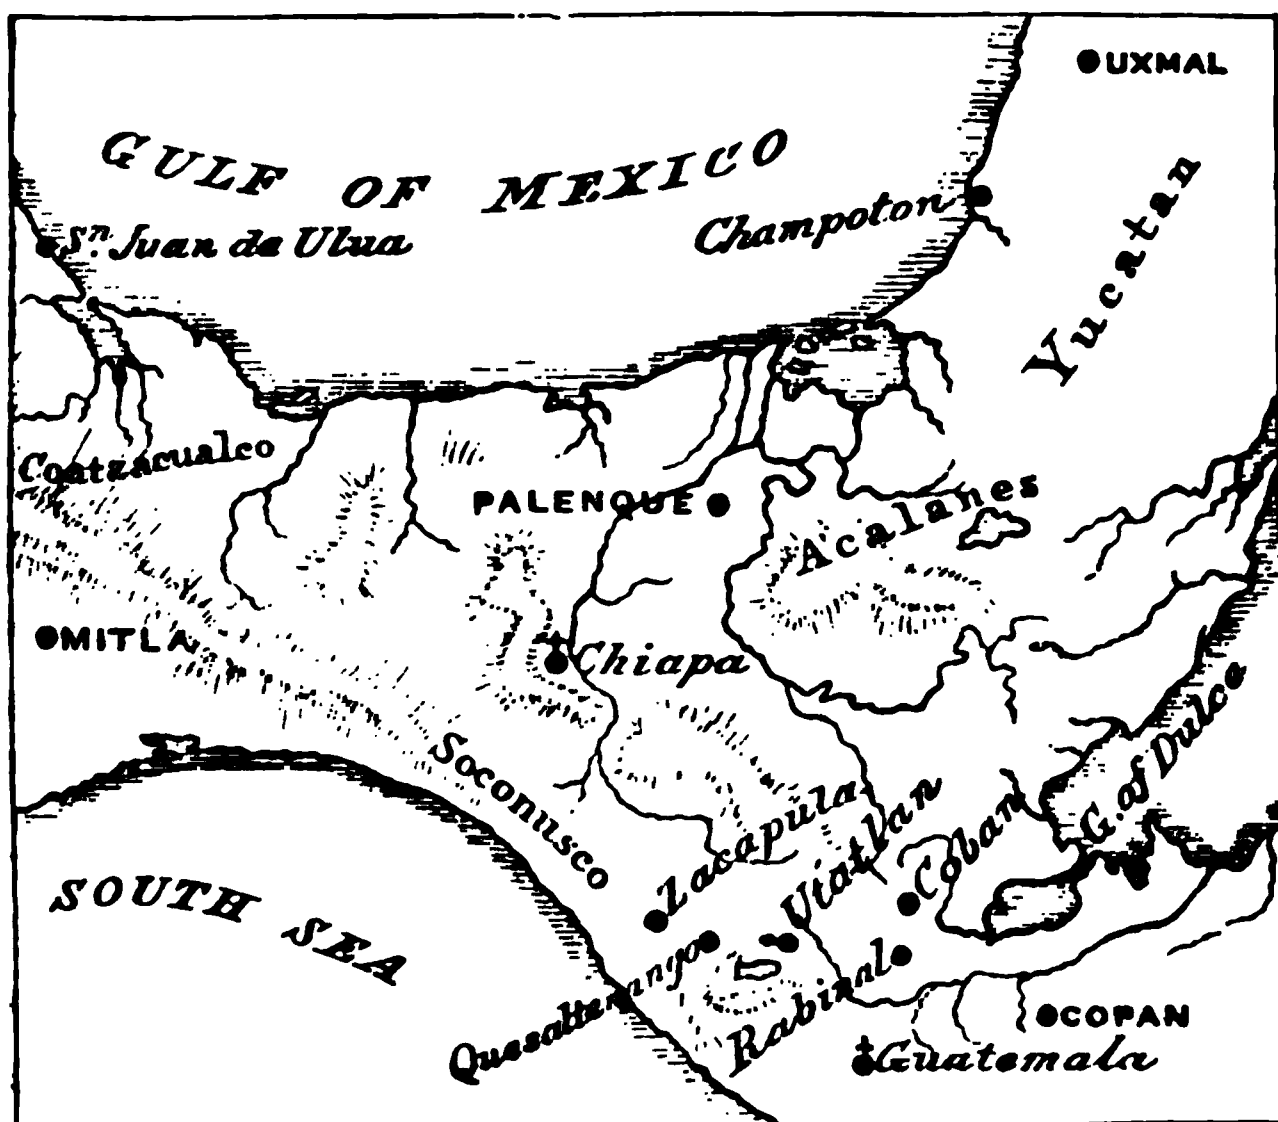 UXMAL
GULF OF MEXICO
Champoton
Sn. Juan de Ulua
Yucatan
Coatzacualco
PALENQUE
Acalanes
MITLA
Chiapa
Soconusco
G. of Dulce
Zacapula
Utatlan
Coban
SOUTH SEA
Quesaltenango
Rabinal
COPAN
Guatemala